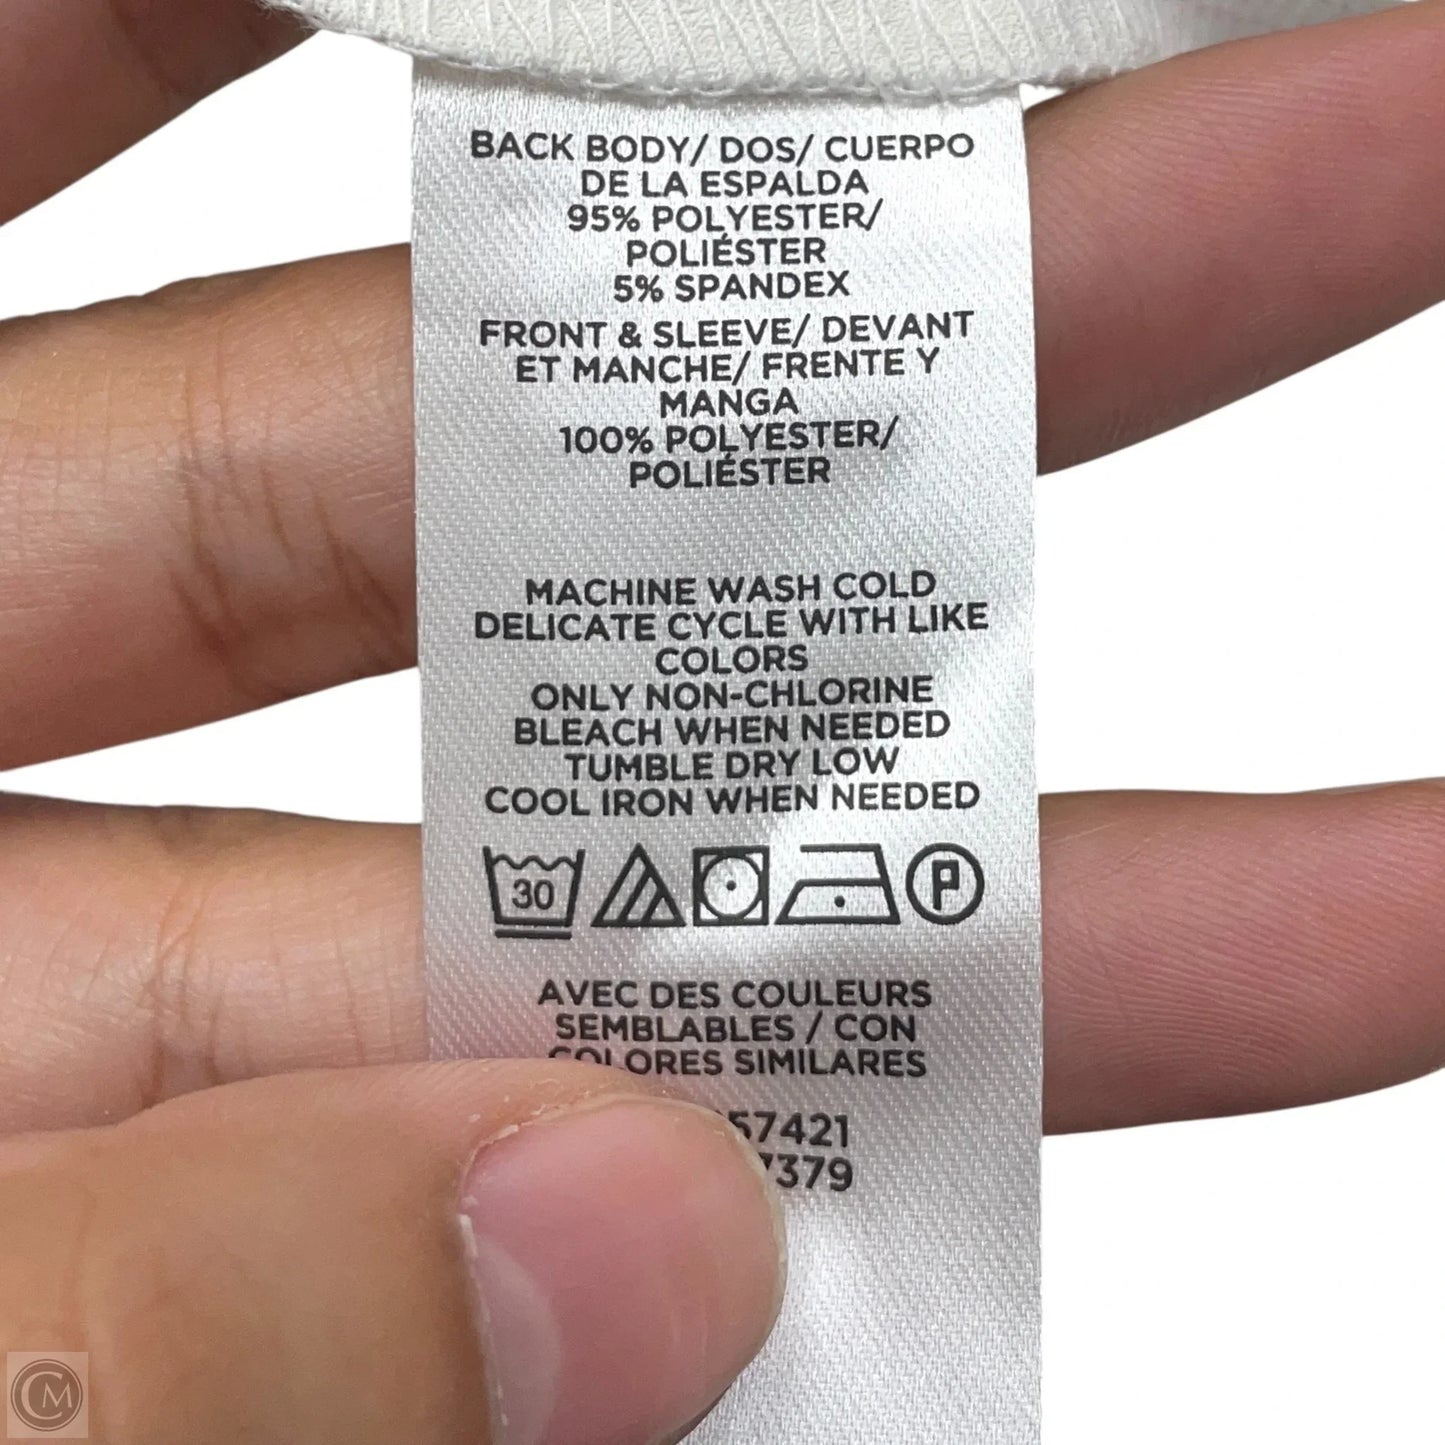 BACK BODY/ DOS/ CUERPO
DE LA ESPALDA
95% POLYESTER/
POLIÉSTER
5% SPANDEX
FRONT & SLEEVE/ DEVANT
ET MANCHE/ FRENTE Y
MANGA
100% POLYESTER/
POLIÉSTER
MACHINE WASH COLD
DELICATE CYCLE WITH LIKE
COLORS
ONLY NON-CHLORINE
BLEACH WHEN NEEDED
TUMBLE DRY LOW
COOL IRON WHEN NEEDED
30 P
AVEC DES COULEURS
SEMBLABLES / CON
COLORES SIMILARES
57421
7379
CM